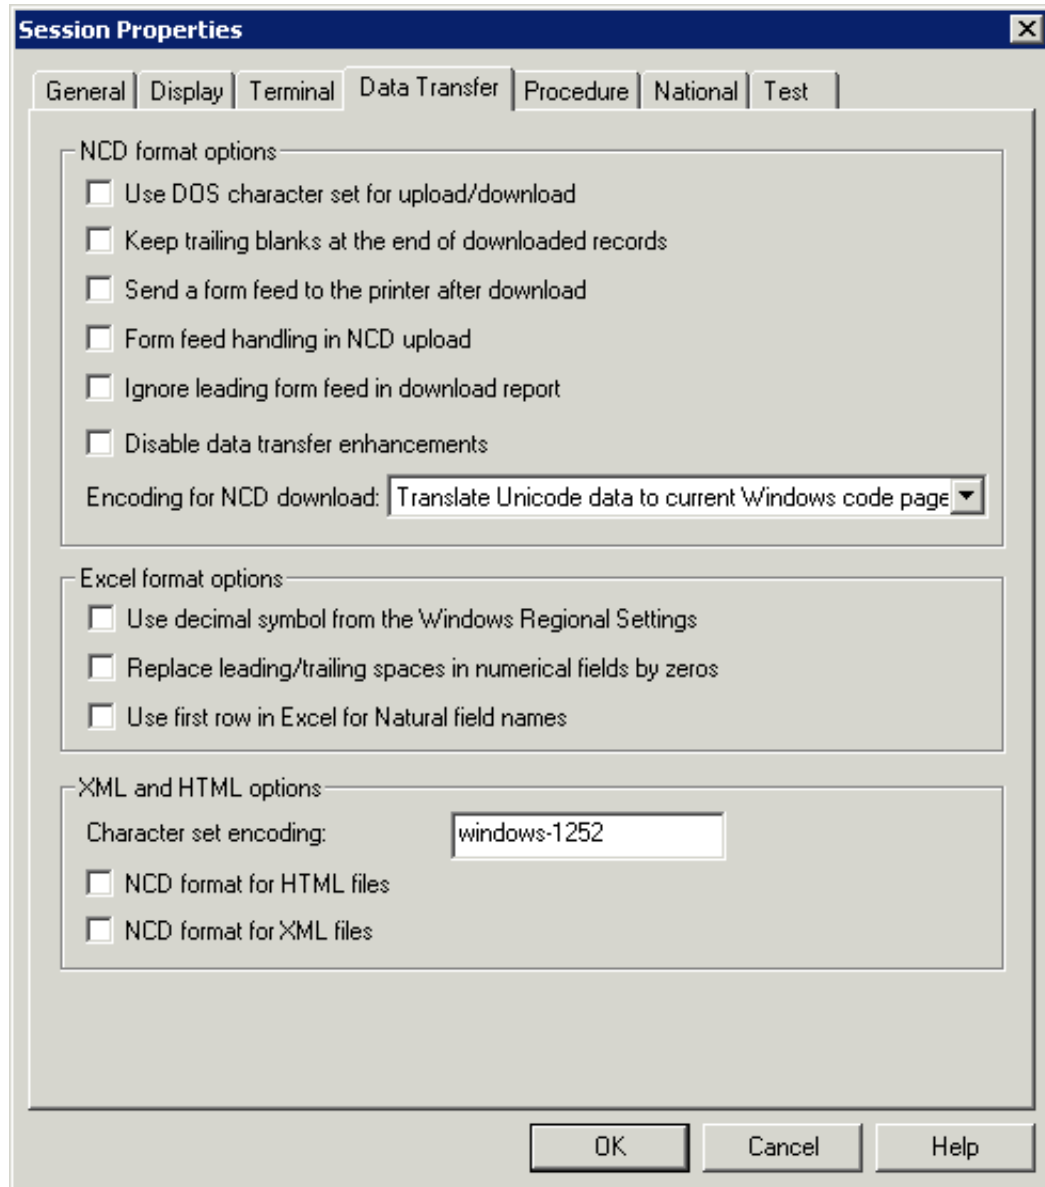 Session Properties
General Display Terminal Data Transfer Procedure National Test
NCD format options
Use DOS character set for upload/download
Keep trailing blanks at the end of downloaded records
Send a form feed to the printer after download
Form feed handling in NCD upload
Ignore leading form feed in download report
Disable data transfer enhancements
Encoding for NCD download: Translate Unicode data to current Windows code page
Excel format options
Use decimal symbol from the Windows Regional Settings
Replace leading/trailing spaces in numerical fields by zeros
Use first row in Excel for Natural field names
XML and HTML options
Character set encoding: windows-1252
NCD format for HTML files
NCD format for XML files
OK Cancel Help